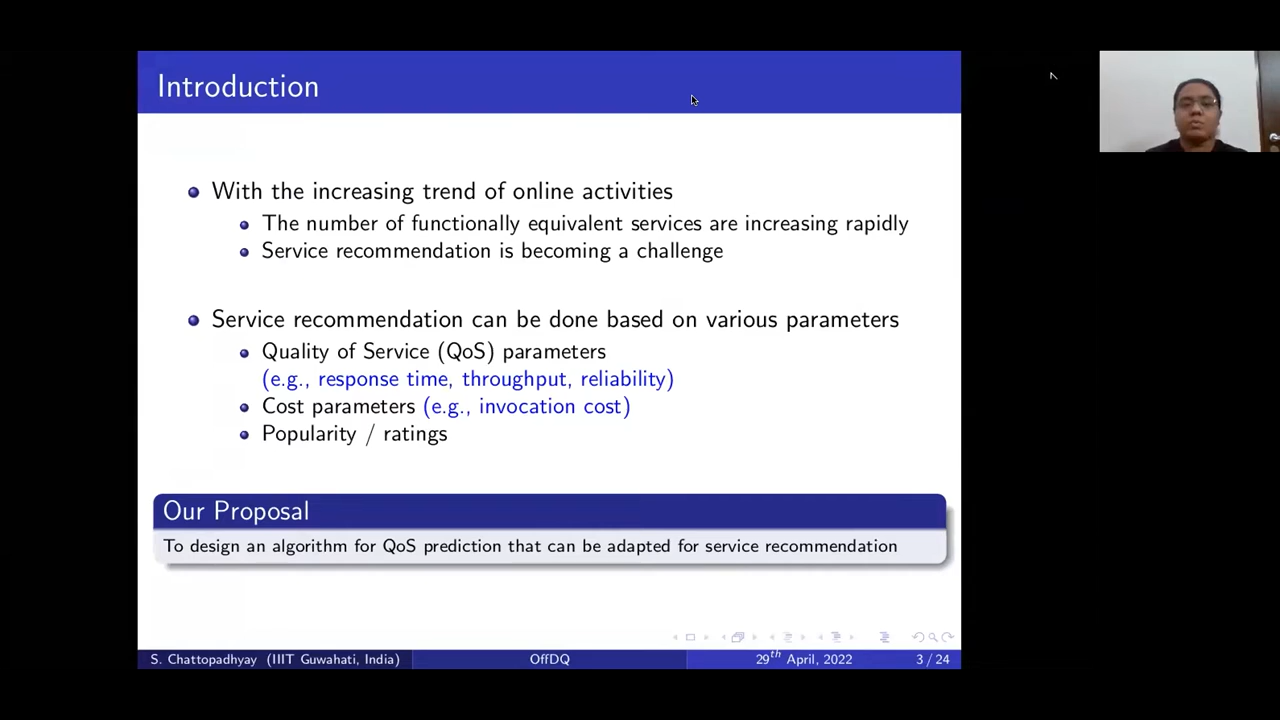 Introduction
With the increasing trend of online activities
The number of functionally equivalent services are increasing rapidly
Service recommendation is becoming a challenge
Service recommendation can be done based on various parameters
Quality of Service (QoS) parameters
(e.g., response time, throughput, reliability)
Cost parameters (e.g., invocation cost)
Popularity / ratings
Our Proposal
To design an algorithm for QoS prediction that can be adapted for service recommendation
S. Chattopadhyay (IIIT Guwahati, India) OffDQ 29th April, 2022 3 / 24